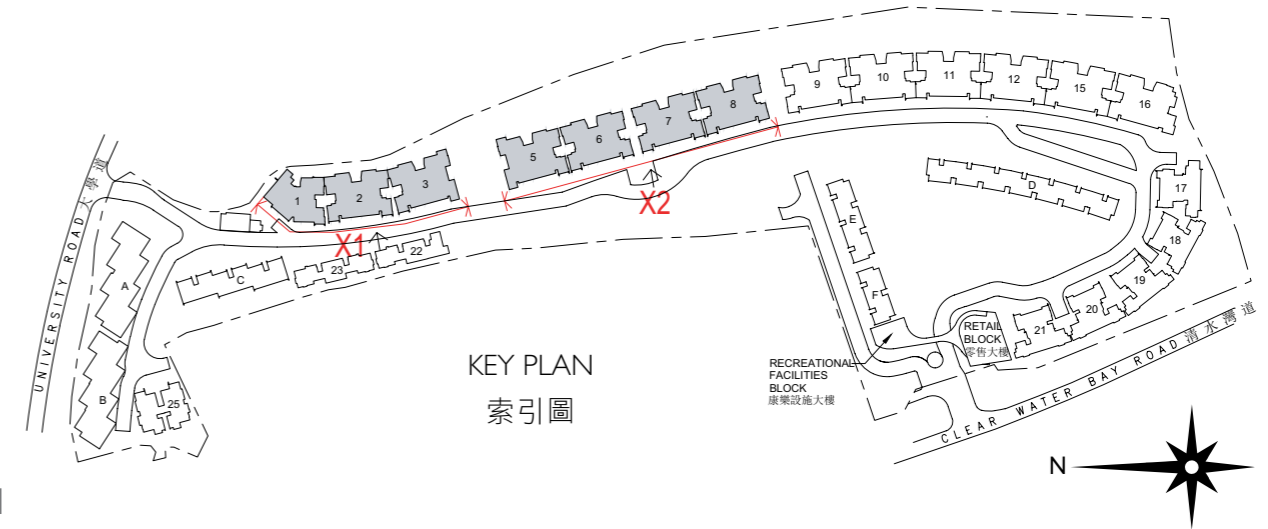 9
10
11
12
15
16
5
6
7
8
1
2
3
X1
X2
22
23
A
B
C
25
UNIVERSITY ROAD 大學道
D
E
F
17
18
19
20
21
RETAIL
BLOCK
零售大樓
RECREATIONAL
FACILITIES
BLOCK
康樂設施大樓
CLEAR WATER BAY ROAD 清水灣道
KEY PLAN
索引圖
N